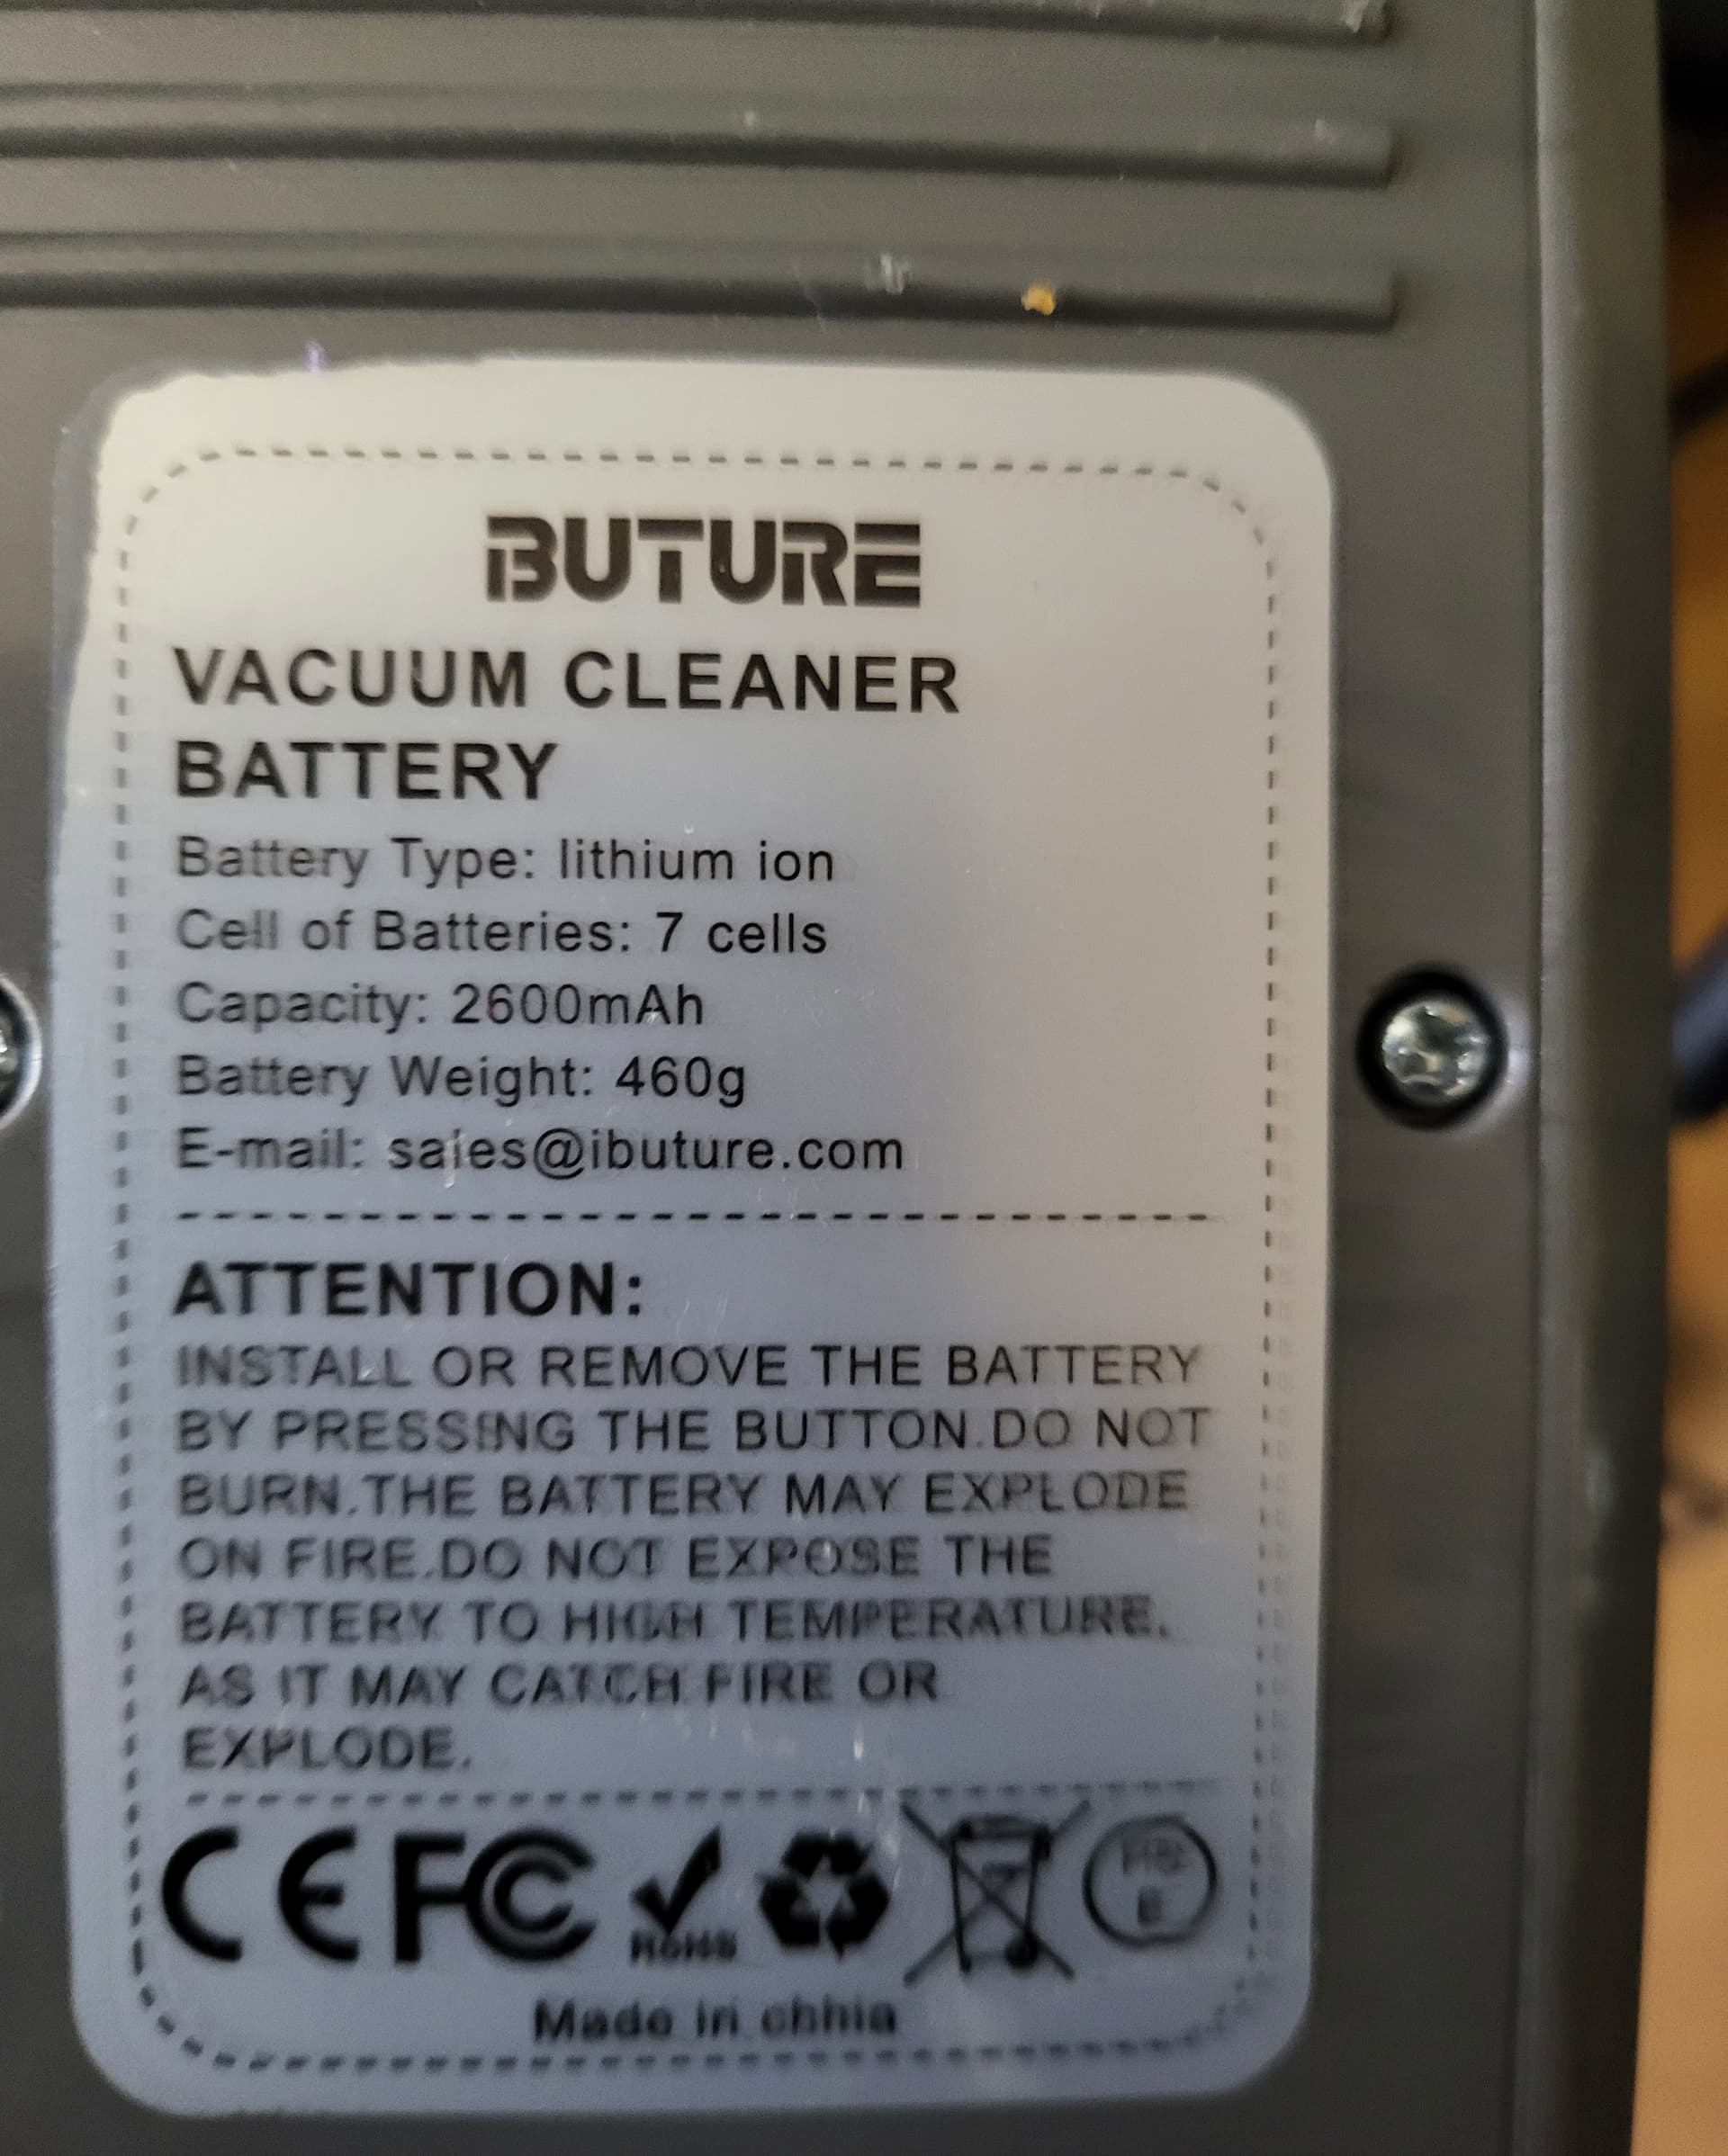 BUTURE
VACUUM CLEANER
BATTERY
Battery Type: lithium ion
Cell of Batteries: 7 cells
Capacity: 2600mAh
Battery Weight: 460g
E-mail: sales@ibuture.com
ATTENTION:
INSTALL OR REMOVE THE BATTERY
BY PRESSING THE BUTTON.DO NOT
BURN.THE BATTERY MAY EXPLODE
ON FIRE.DO NOT EXPOSE THE
BATTERY TO HIGH TEMPERATURE.
AS IT MAY CATCH FIRE OR
EXPLODE.
CE FC RoHS
Made in china